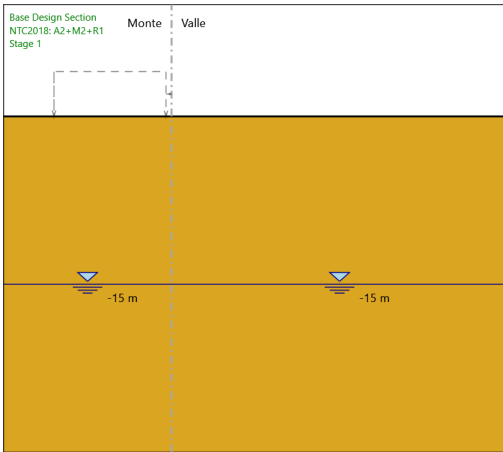 Base Design Section
NTC2018: A2+M2+R1
Stage 1
Monte
Valle
-15 m
-15 m